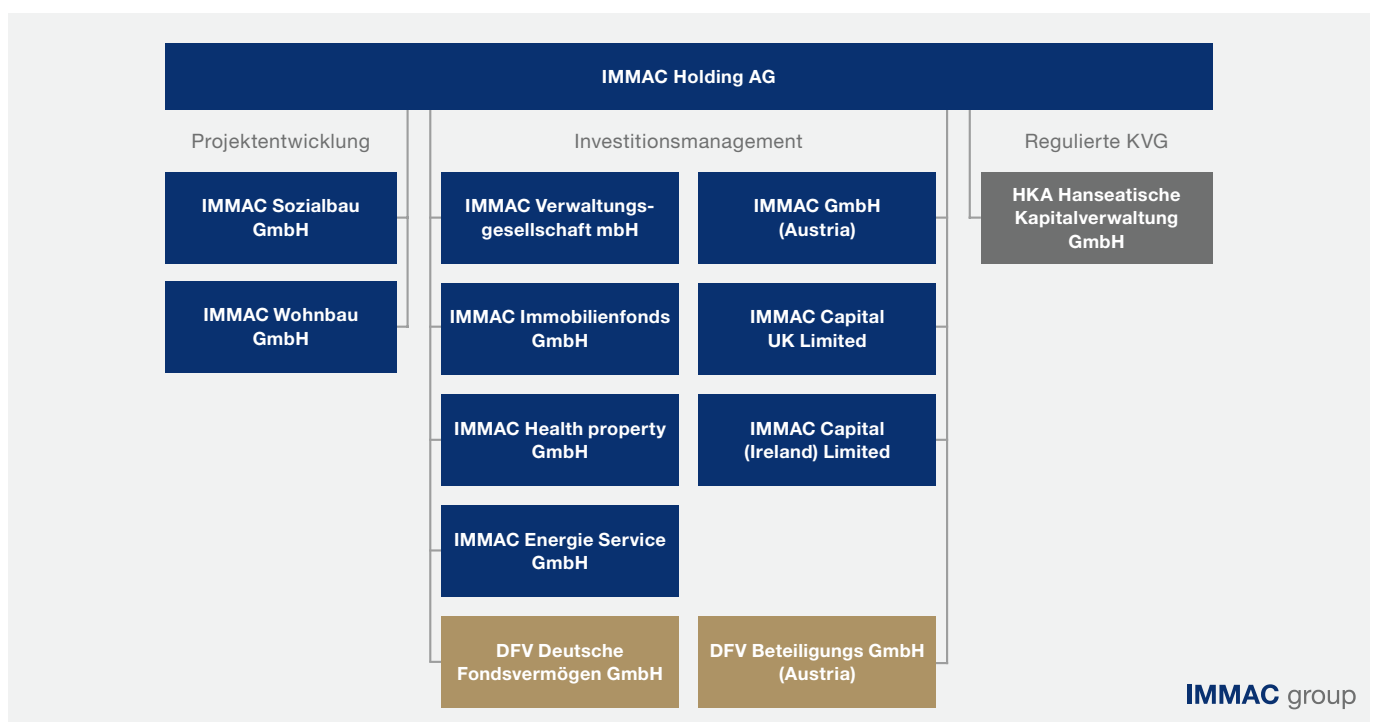 IMMAC Holding AG
Projektentwicklung
IMMAC Sozialbau
GmbH
IMMAC Wohnbau
GmbH
Investitionsmanagement
IMMAC Verwaltungs-
gesellschaft mbH
IMMAC Immobilienfonds
GmbH
IMMAC Health property
GmbH
IMMAC Energie Service
GmbH
DFV Deutsche
Fondsvermögen GmbH
IMMAC GmbH
(Austria)
IMMAC Capital
UK Limited
IMMAC Capital
(Ireland) Limited
DFV Beteiligungs GmbH
(Austria)
Regulierte KVG
HKA Hanseatische
Kapitalverwaltung
GmbH
IMMAC group